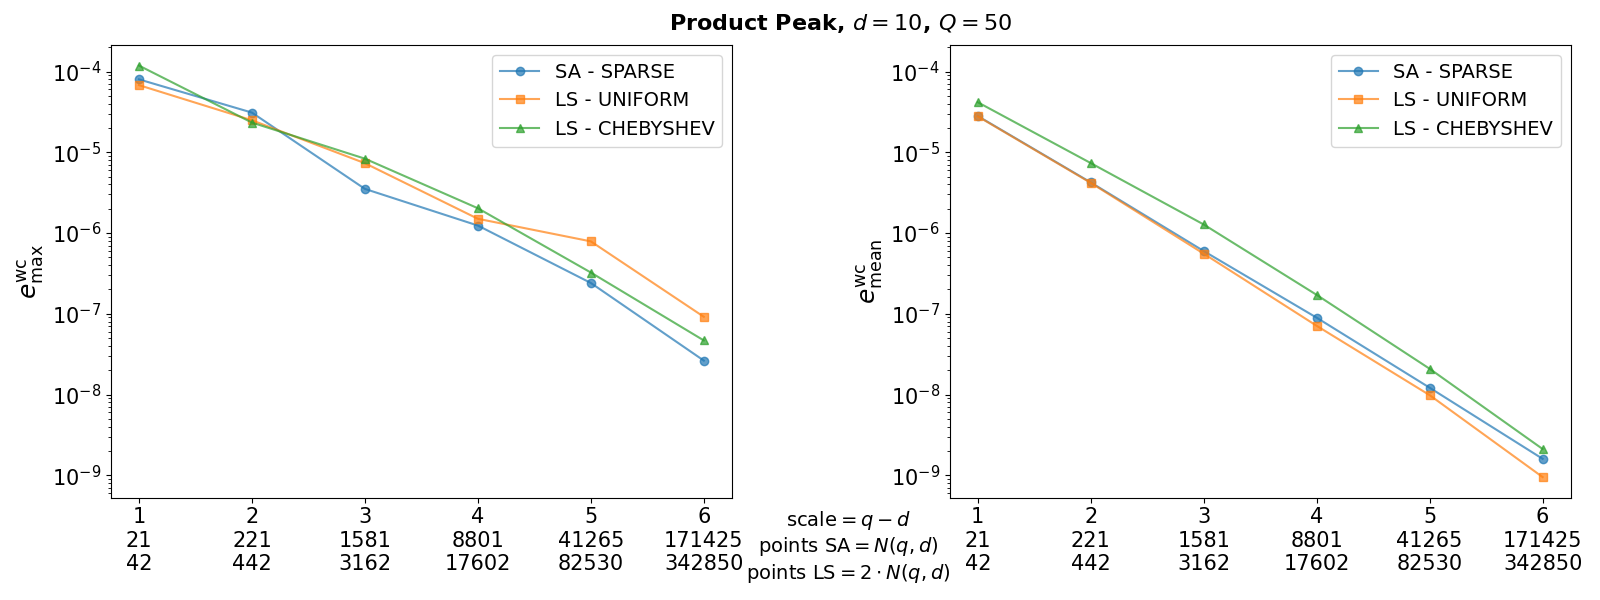 Product Peak, d = 10, Q = 50
10⁻⁴
10⁻⁵
10⁻⁶
10⁻⁷
10⁻⁸
10⁻⁹
e^wc_max
SA - SPARSE
LS - UNIFORM
LS - CHEBYSHEV
1 2 3 4 5 6
21 221 1581 8801 41265 171425
42 442 3162 17602 82530 342850
scale = q − d
points SA = N(q, d)
points LS = 2 · N(q, d)
10⁻⁴
10⁻⁵
10⁻⁶
10⁻⁷
10⁻⁸
10⁻⁹
e^wc_mean
SA - SPARSE
LS - UNIFORM
LS - CHEBYSHEV
1 2 3 4 5 6
21 221 1581 8801 41265 171425
42 442 3162 17602 82530 342850